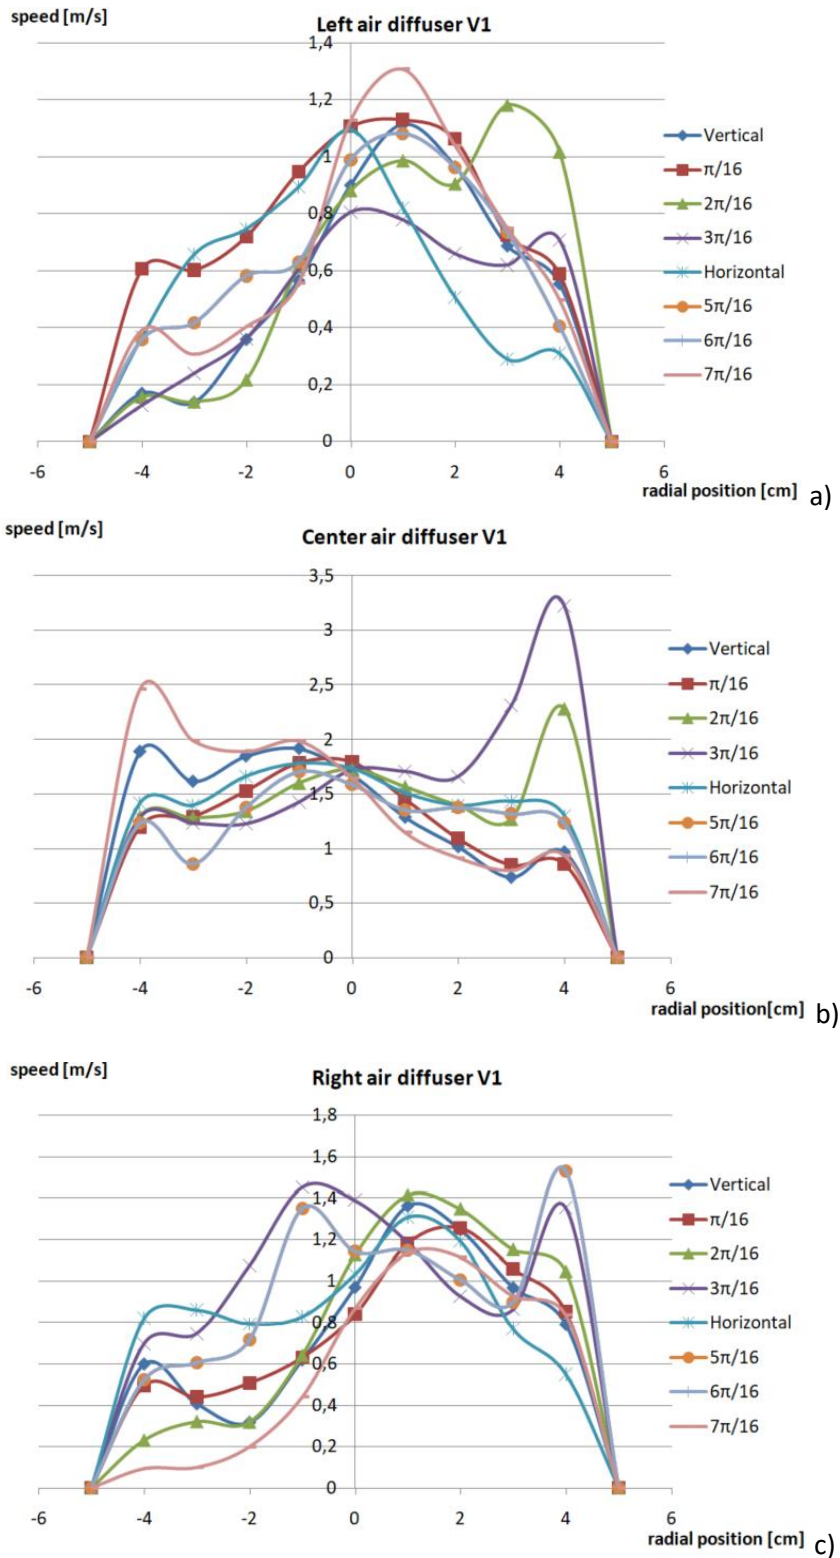 speed [m/s]
Left air diffuser V1
1,4
1,2
1
0,8
0,6
0,4
0,2
0
-6
-4
-2
0
2
4
6
radial position [cm]
a)
Vertical
π/16
2π/16
3π/16
Horizontal
5π/16
6π/16
7π/16
speed [m/s]
Center air diffuser V1
3,5
3
2,5
2
1,5
1
0,5
0
-6
-4
-2
0
2
4
6
radial position[cm]
b)
Vertical
π/16
2π/16
3π/16
Horizontal
5π/16
6π/16
7π/16
speed [m/s]
Right air diffuser V1
1,8
1,6
1,4
1,2
1
0,8
0,6
0,4
0,2
0
-6
-4
-2
0
2
4
6
radial position [cm]
c)
Vertical
π/16
2π/16
3π/16
Horizontal
5π/16
6π/16
7π/16